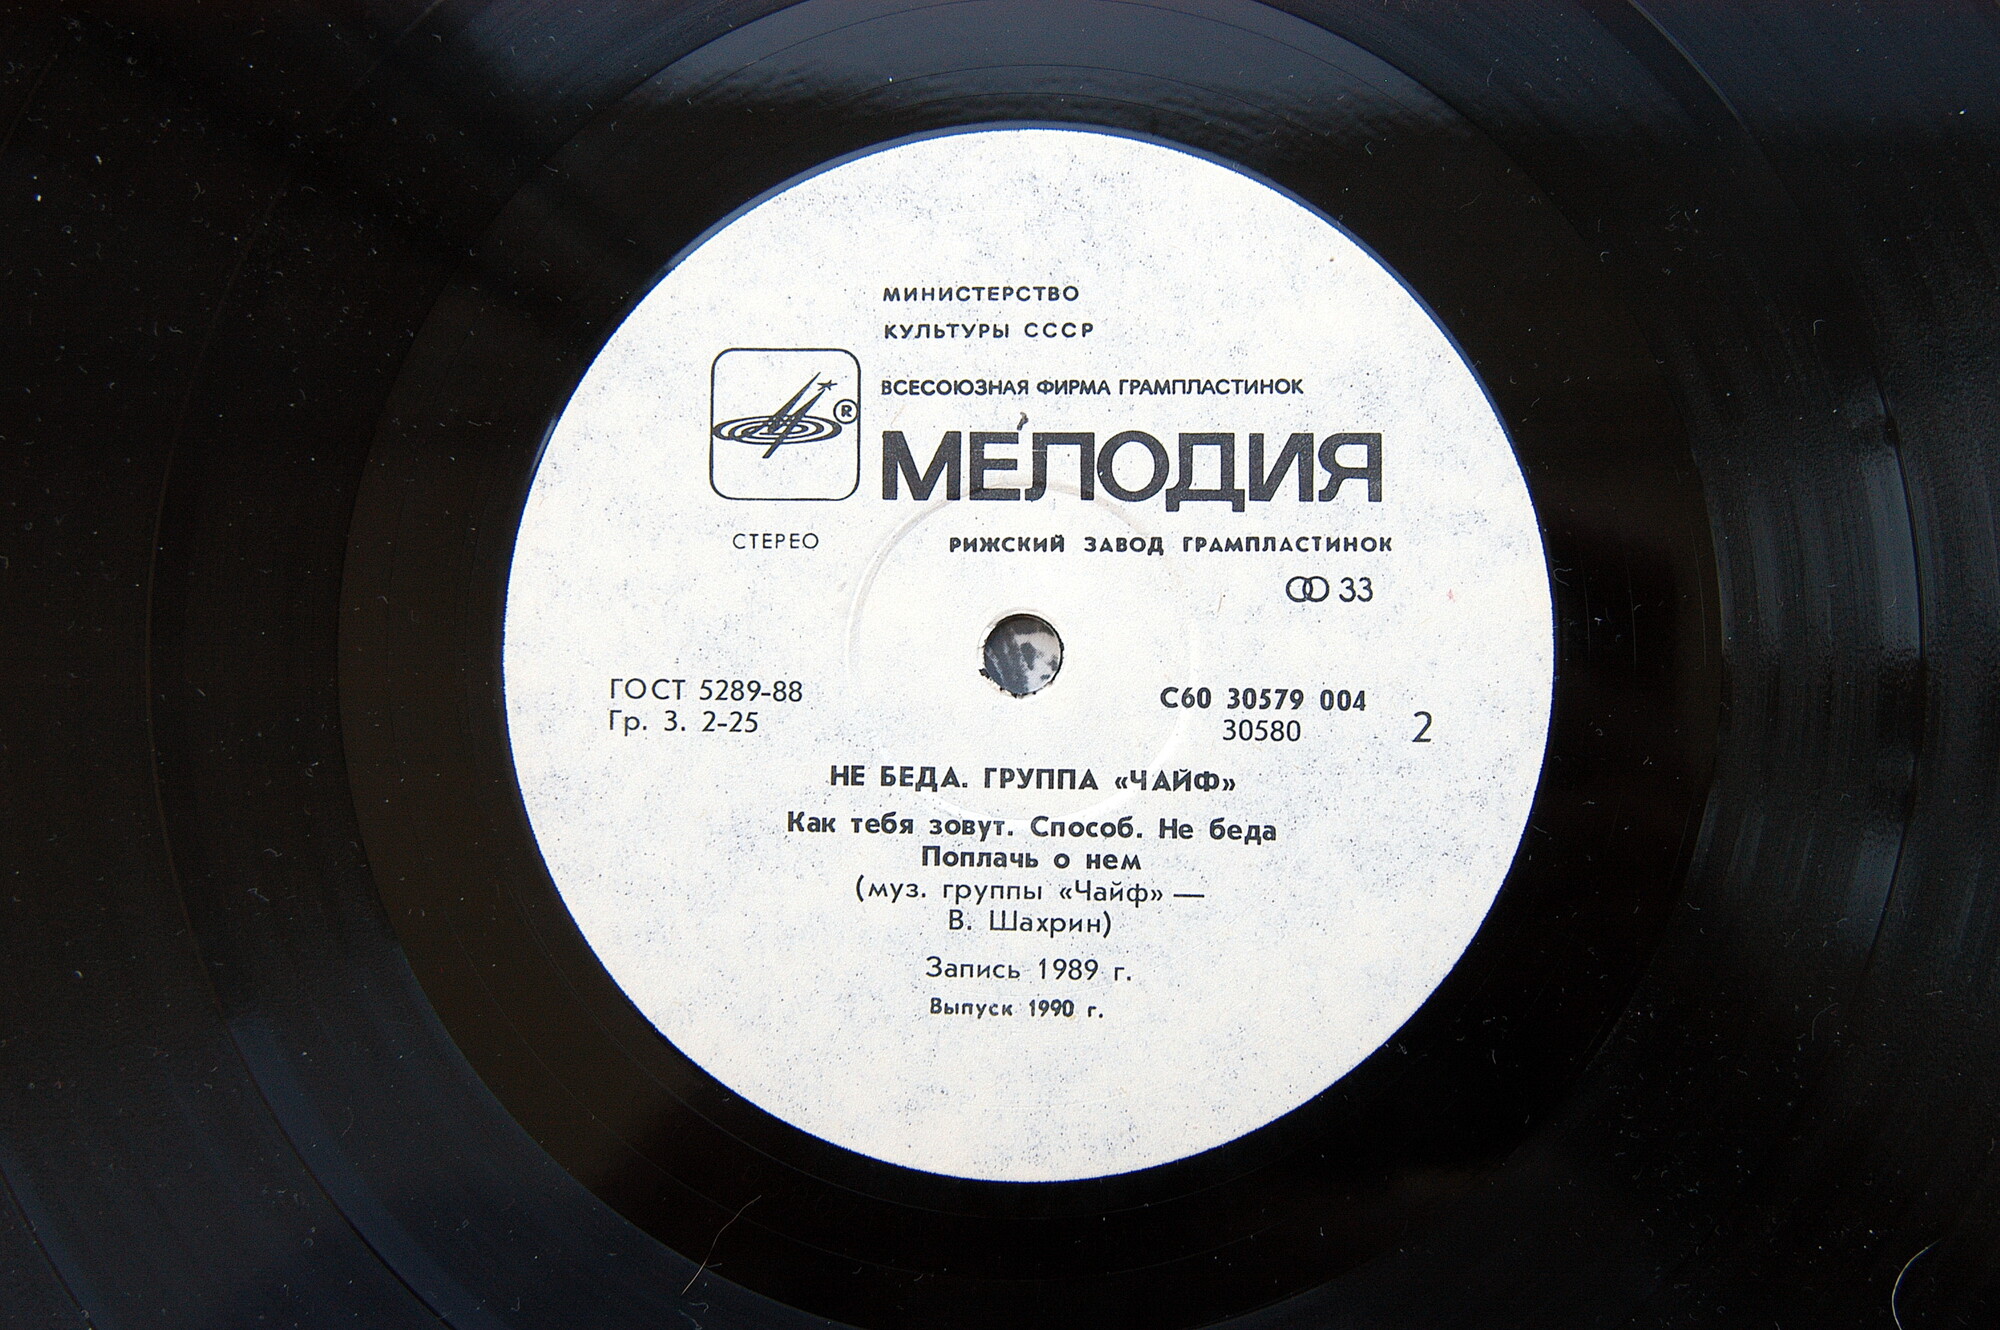 МИНИСТЕРСТВО
КУЛЬТУРЫ СССР
ВСЕСОЮЗНАЯ ФИРМА ГРАМПЛАСТИНОК
®
МЕЛОДИЯ
СТЕРЕО
РИЖСКИЙ ЗАВОД ГРАМПЛАСТИНОК
33
ГОСТ 5289-88
Гр. 3. 2-25
С60 30579 004
30580
2
НЕ БЕДА. ГРУППА «ЧАЙФ»
Как тебя зовут. Способ. Не беда
Поплачь о нем
(муз. группы «Чайф» —
В. Шахрин)
Запись 1989 г.
Выпуск 1990 г.